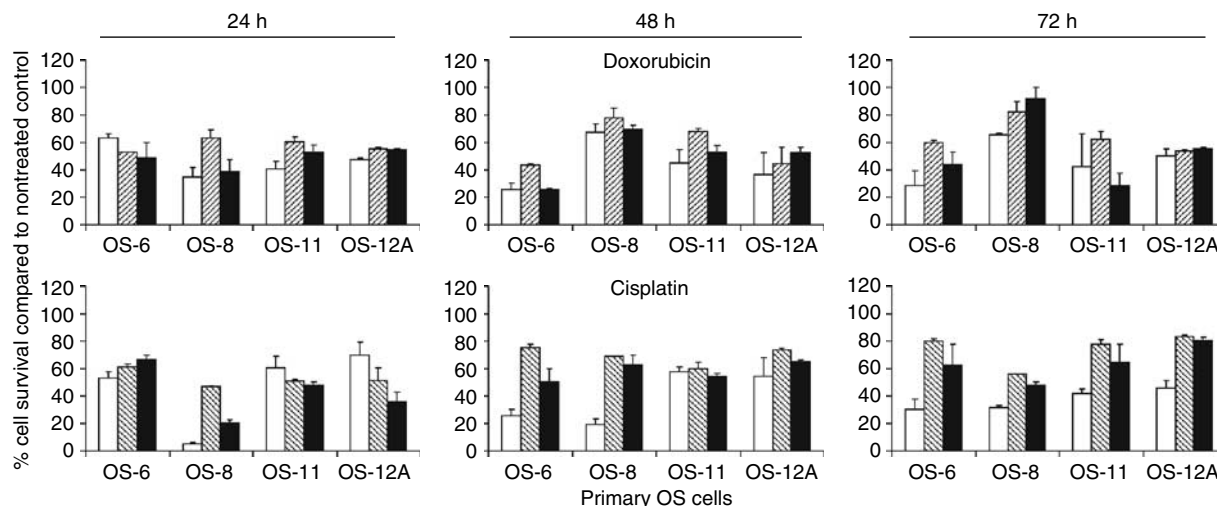 24 h 48 h 72 h
% cell survival compared to nontreated control
120 120 Doxorubicin 120
100 100 100
80 80 80
60 60 60
40 40 40
20 20 20
0 0 0
OS-6 OS-8 OS-11 OS-12A OS-6 OS-8 OS-11 OS-12A OS-6 OS-8 OS-11 OS-12A
120 120 Cisplatin 120
100 100 100
80 80 80
60 60 60
40 40 40
20 20 20
0 0 0
OS-6 OS-8 OS-11 OS-12A OS-6 OS-8 OS-11 OS-12A OS-6 OS-8 OS-11 OS-12A
Primary OS cells